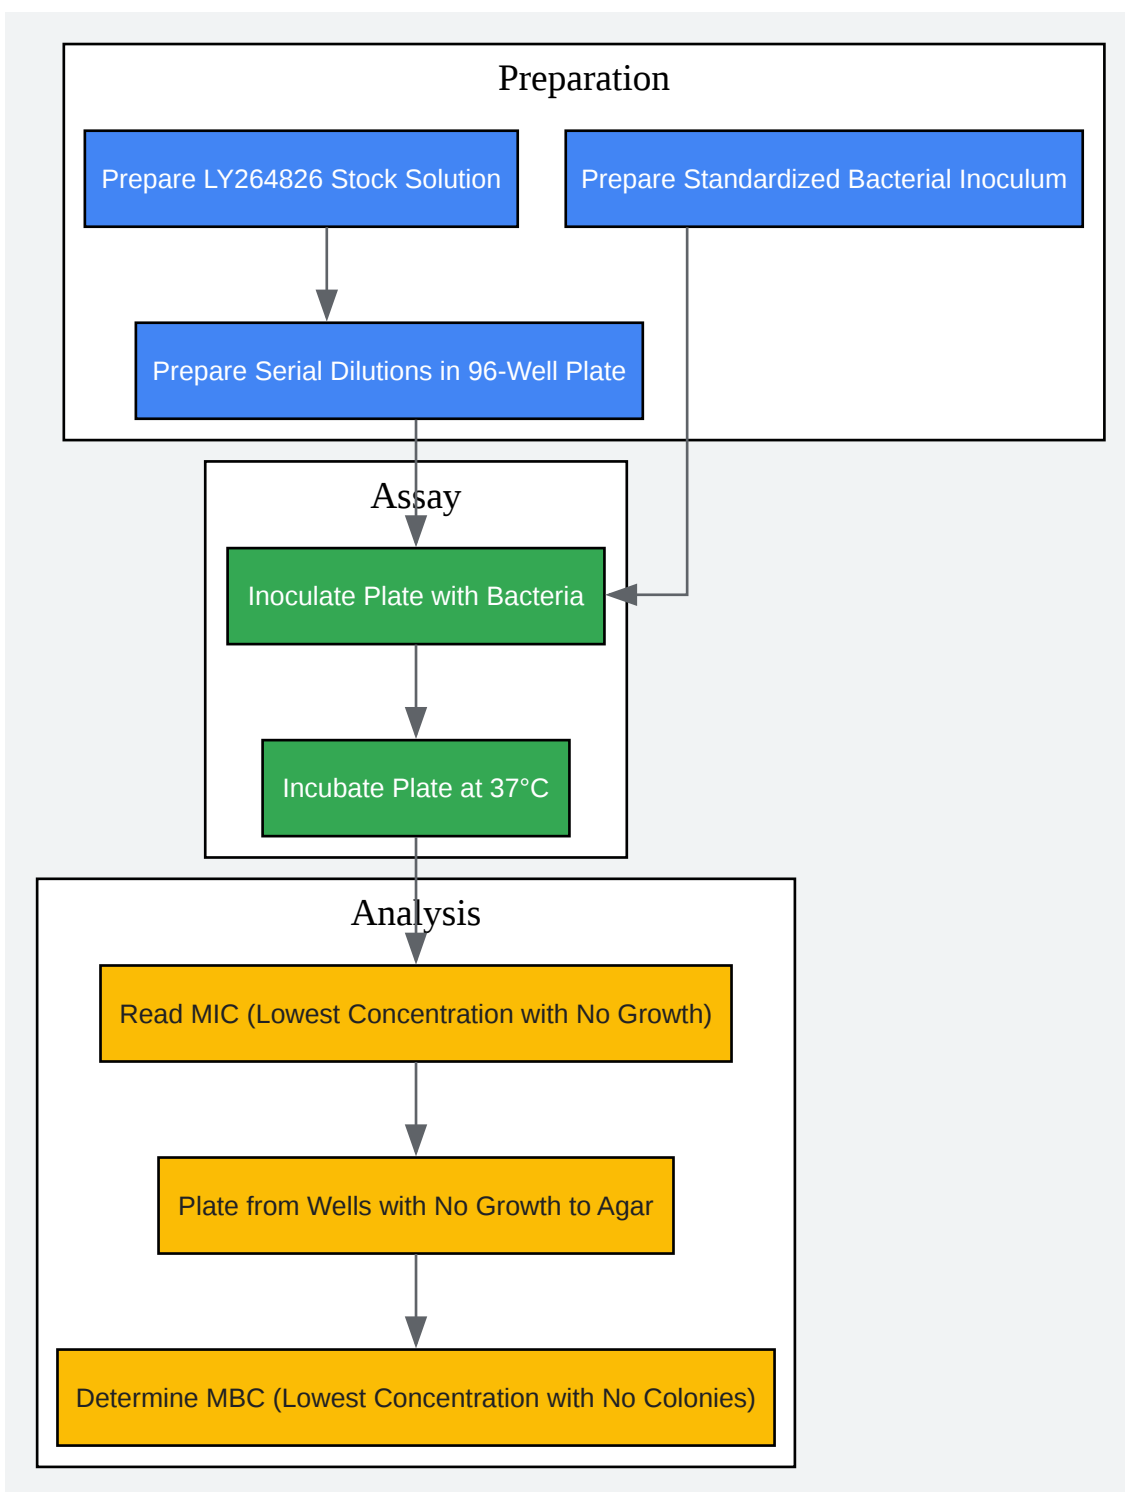 Preparation
Prepare LY264826 Stock Solution
Prepare Standardized Bacterial Inoculum
Prepare Serial Dilutions in 96-Well Plate
Assay
Inoculate Plate with Bacteria
Incubate Plate at 37°C
Analysis
Read MIC (Lowest Concentration with No Growth)
Plate from Wells with No Growth to Agar
Determine MBC (Lowest Concentration with No Colonies)